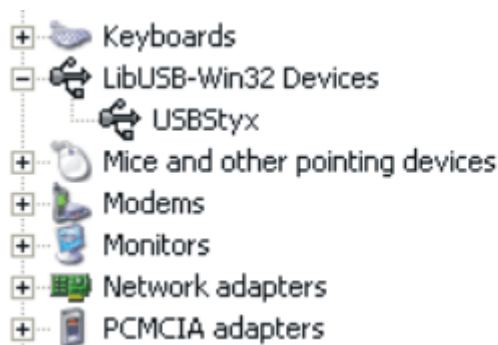 Keyboards
LibUSB-Win32 Devices
USBStyx
Mice and other pointing devices
Modems
Monitors
Network adapters
PCMCIA adapters